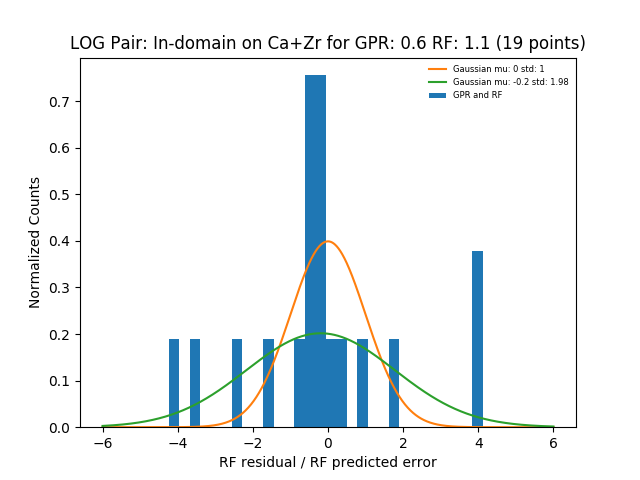 LOG Pair: In-domain on Ca+Zr for GPR: 0.6 RF: 1.1 (19 points)
Gaussian mu: 0 std: 1
Gaussian mu: -0.2 std: 1.98
GPR and RF
Normalized Counts
0.7
0.6
0.5
0.4
0.3
0.2
0.1
0.0
−6 −4 −2 0 2 4 6
RF residual / RF predicted error